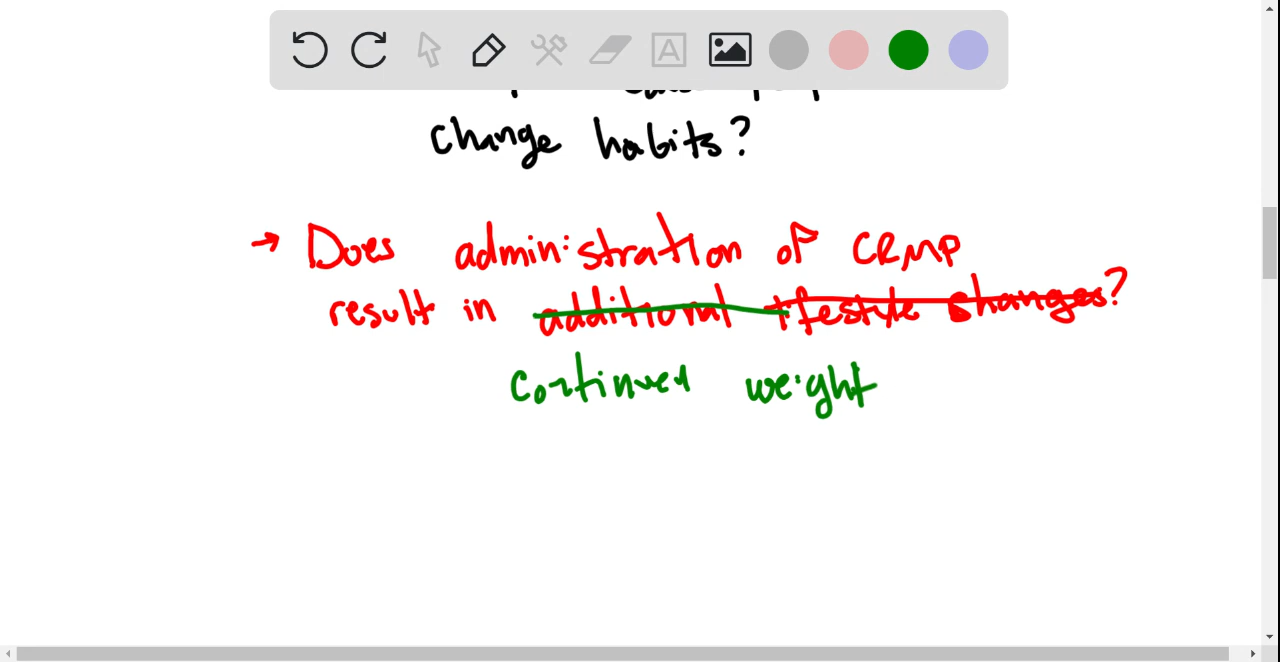 change habits?
→ Does administration of CRMP
result in additional lifestyle changes?
continued weight